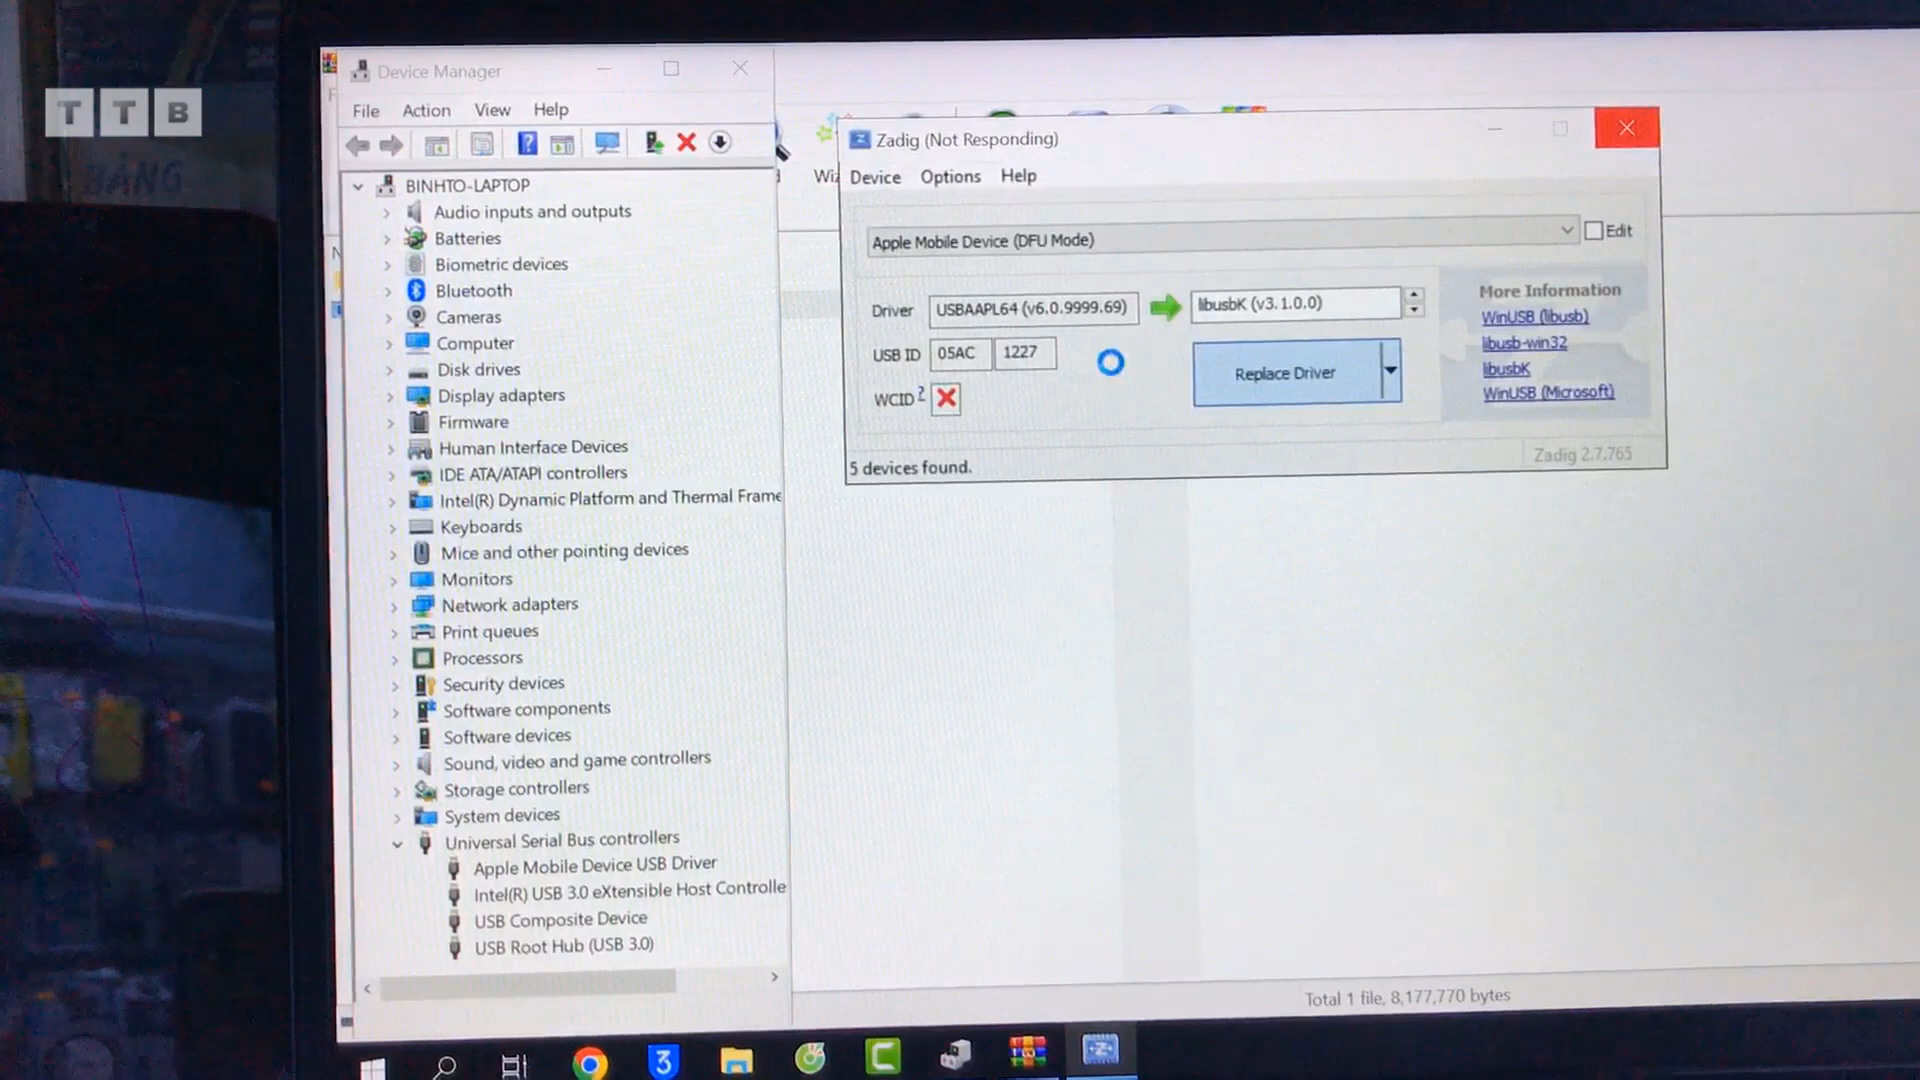 TTB
BẢNG
Device Manager
File Action View Help
BINHTO-LAPTOP
Audio inputs and outputs
Batteries
Biometric devices
Bluetooth
Cameras
Computer
Disk drives
Display adapters
Firmware
Human Interface Devices
IDE ATA/ATAPI controllers
Intel(R) Dynamic Platform and Thermal Frame
Keyboards
Mice and other pointing devices
Monitors
Network adapters
Print queues
Processors
Security devices
Software components
Software devices
Sound, video and game controllers
Storage controllers
System devices
Universal Serial Bus controllers
Apple Mobile Device USB Driver
Intel(R) USB 3.0 eXtensible Host Controlle
USB Composite Device
USB Root Hub (USB 3.0)
Wiz
Zadig (Not Responding)
Device Options Help
Apple Mobile Device (DFU Mode)
Edit
Driver USBAAPL64 (v6.0.9999.69) libusbK (v3.1.0.0)
USB ID 05AC 1227
WCID ?
Replace Driver
More Information
WinUSB (libusb)
libusb-win32
libusbK
WinUSB (Microsoft)
5 devices found.
Zadig 2.7.765
Total 1 file, 8,177,770 bytes